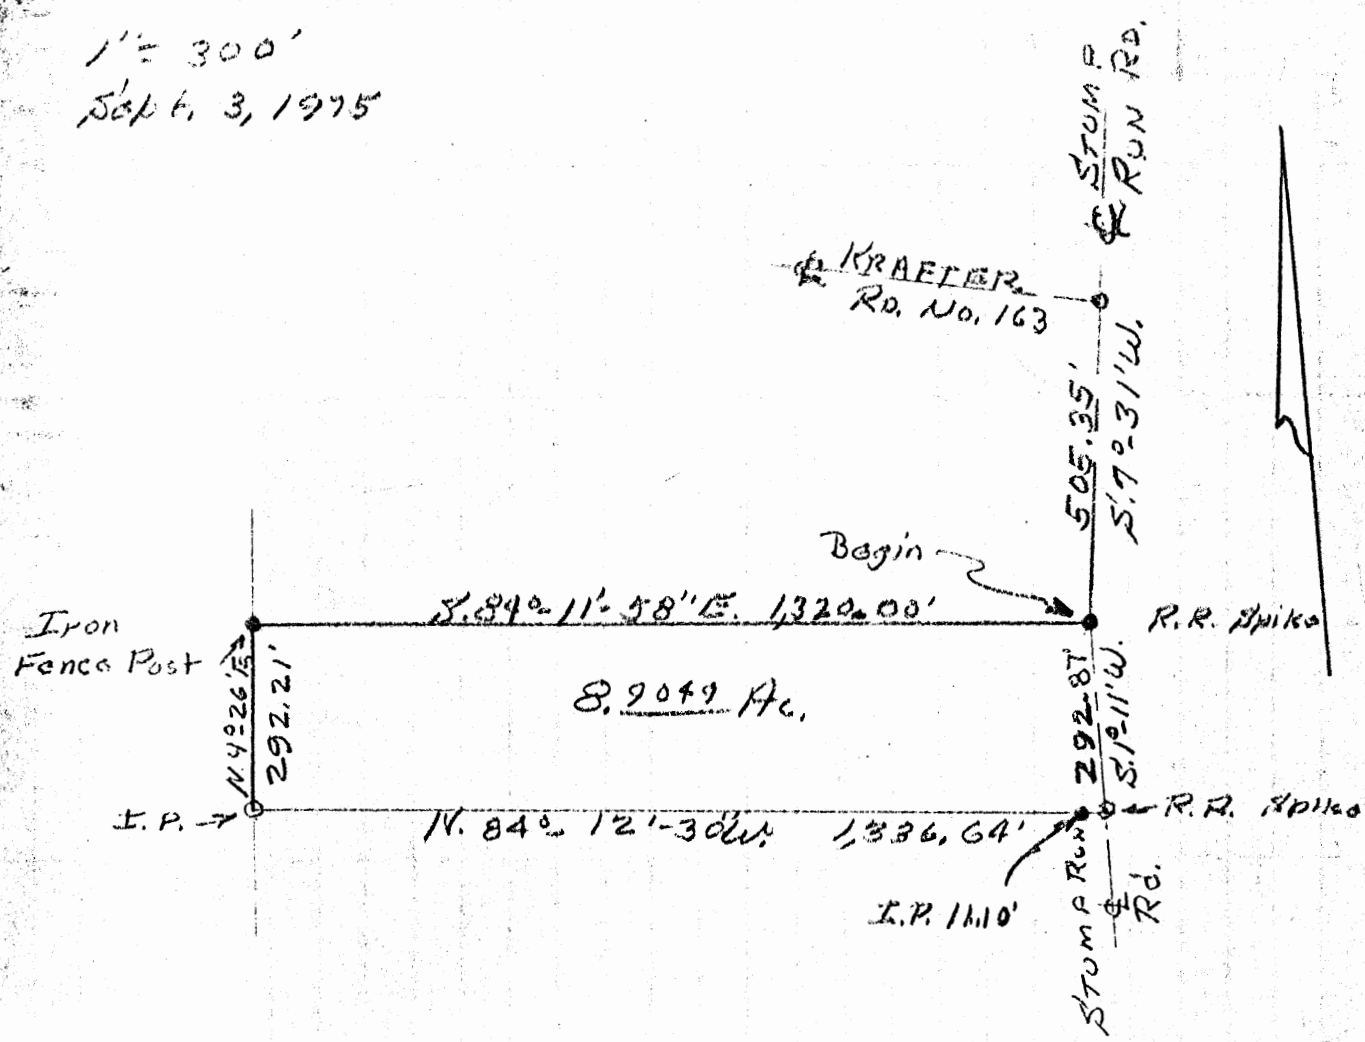 1" = 300'
Sept. 3, 1975
℄ STUMP
RUN RD.
℄ KRAEFER
RD. NO. 163
505.35'
S. 7°-31' W.
Begin
S. 84°-11'-58" E. 1,320.00'
R.R. Spike
Iron
Fence Post
N. 4°-26' E
292.21'
8.9049 Ac.
292.87'
S. 1°-11' W.
I.P.
N. 84°-12'-30" W. 1,336.64'
R.R. Spike
I.P. 11.10'
STUMP RUN
℄ Rd.